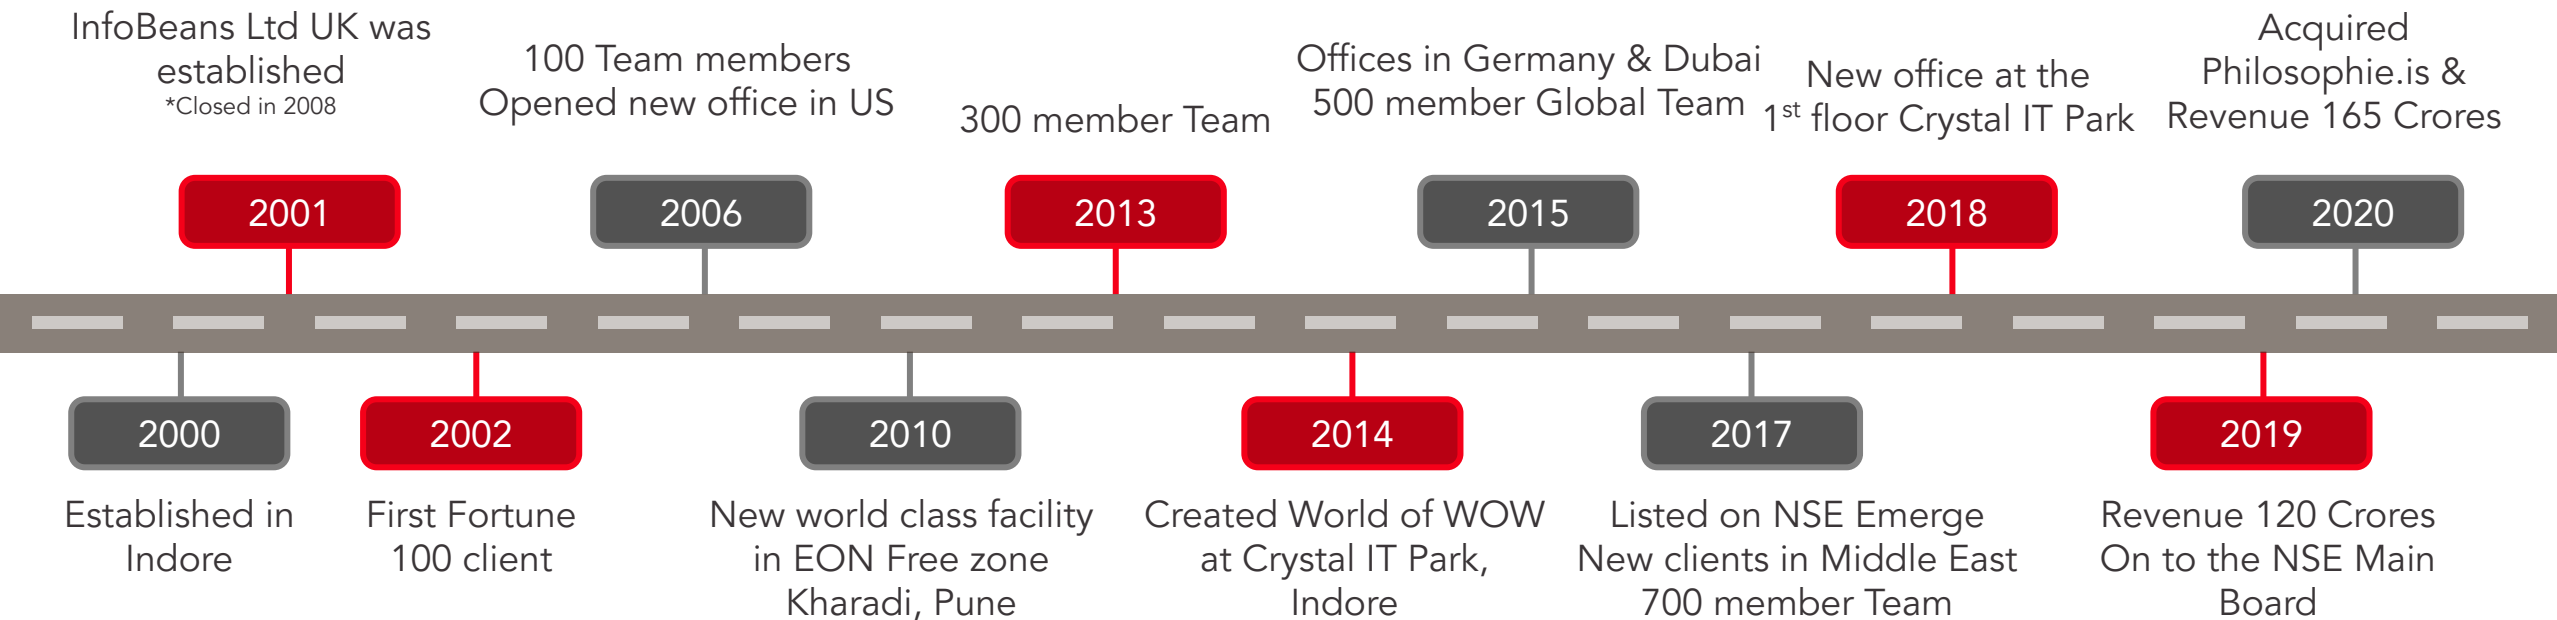 InfoBeans Ltd UK was
established
*Closed in 2008
100 Team members
Opened new office in US
300 member Team
Offices in Germany & Dubai
500 member Global Team
New office at the
1st floor Crystal IT Park
Acquired
Philosophie.is &
Revenue 165 Crores
2001
2006
2013
2015
2018
2020
2000
2002
2010
2014
2017
2019
Established in
Indore
First Fortune
100 client
New world class facility
in EON Free zone
Kharadi, Pune
Created World of WOW
at Crystal IT Park,
Indore
Listed on NSE Emerge
New clients in Middle East
700 member Team
Revenue 120 Crores
On to the NSE Main
Board